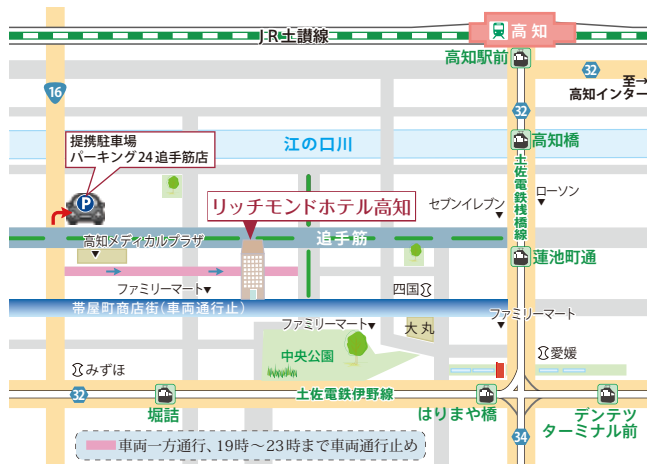 高知
JR土讃線
高知駅前
32
至→
高知インター
16
32
提携駐車場
パーキング24追手筋店
江の口川
高知橋
土佐電鉄桟橋線
P
リッチモンドホテル高知
セブンイレブン
ローソン
高知メディカルプラザ
追手筋
蓮池町通
ファミリーマート
四国
帯屋町商店街(車両通行止)
ファミリーマート
大丸
ファミリーマート
中央公園
愛媛
みずほ
32
土佐電鉄伊野線
堀詰
はりまや橋
デンテツ
ターミナル前
34
車両一方通行、19時〜23時まで車両通行止め